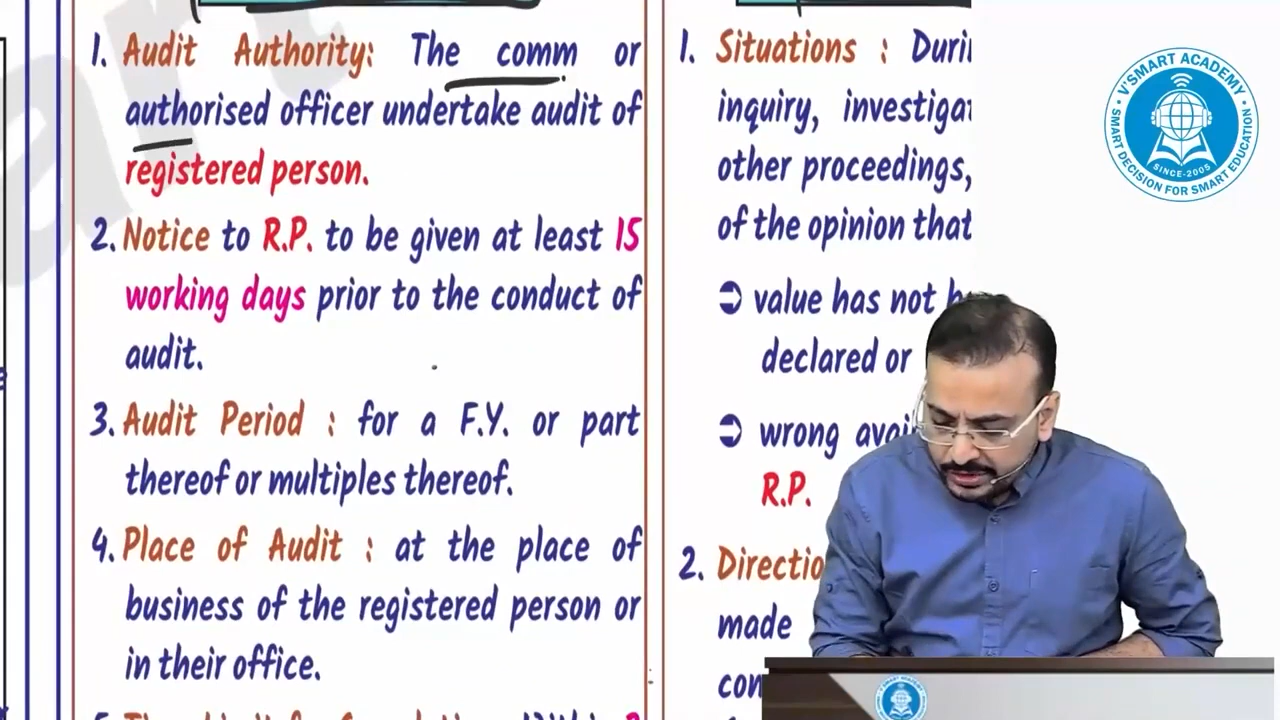 1. Audit Authority: The comm or
authorised officer undertake audit of
registered person.
2. Notice to R.P. to be given at least 15
working days prior to the conduct of
audit.
3. Audit Period : for a F.Y. or part
thereof or multiples thereof.
4. Place of Audit : at the place of
business of the registered person or
in their office.
1. Situations :
inquiry,
other proceedings,
of the opinion that
➲ value has not
declared or
➲ wrong
R.P.
2.
made
V'SMART ACADEMY
SMART DECISION FOR SMART EDUCATION
SINCE-2005